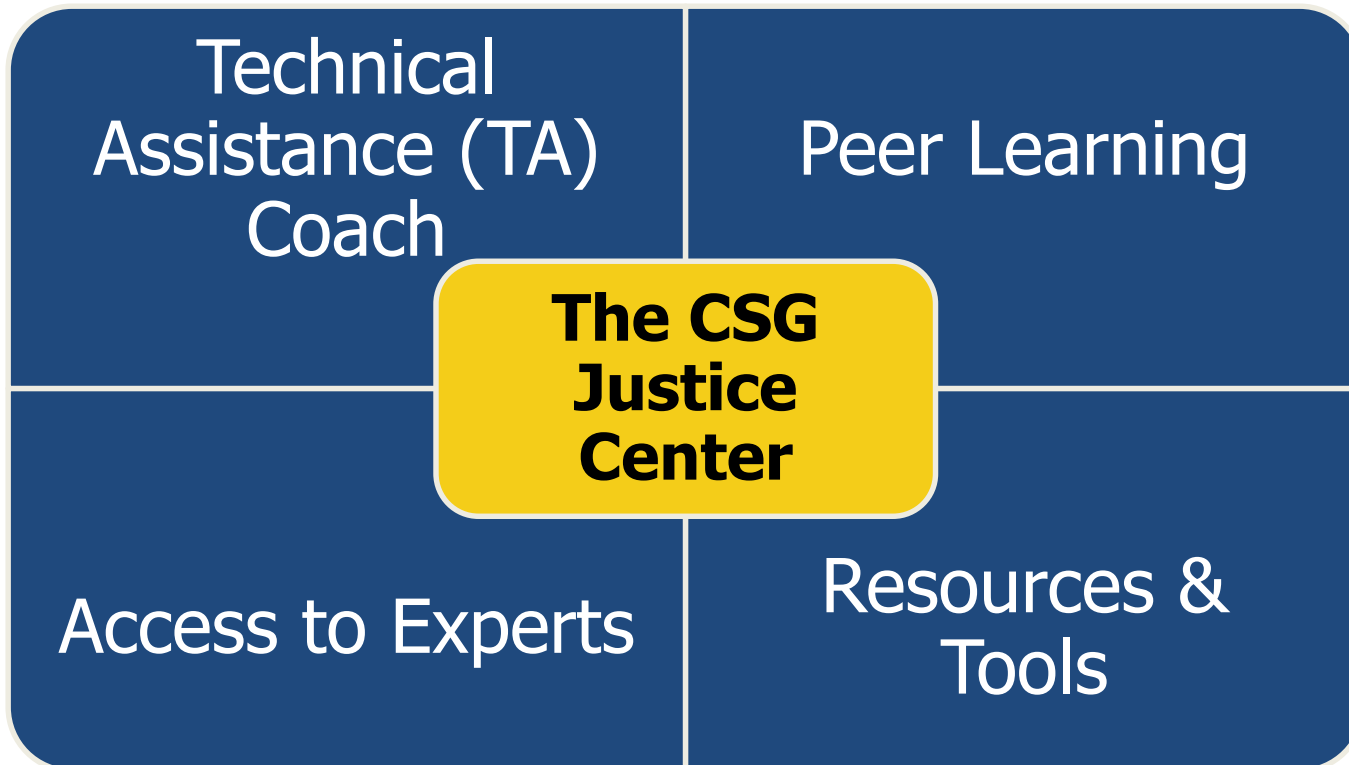 Technical
Assistance (TA)
Coach
Peer Learning
The CSG
Justice
Center
Access to Experts
Resources &
Tools